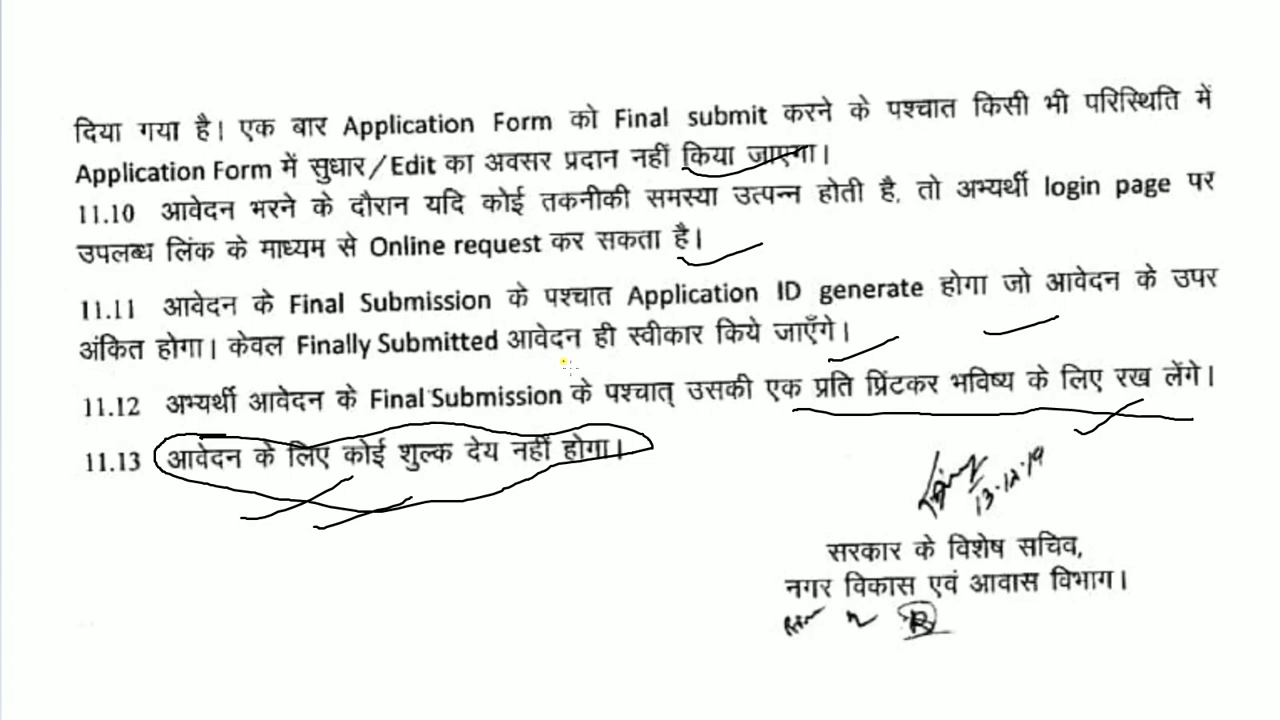 दिया गया है। एक बार Application Form को Final submit करने के पश्चात किसी भी परिस्थिति में
Application Form में सुधार/Edit का अवसर प्रदान नहीं किया जाएगा।
11.10 आवेदन भरने के दौरान यदि कोई तकनीकी समस्या उत्पन्न होती है, तो अभ्यर्थी login page पर
उपलब्ध लिंक के माध्यम से Online request कर सकता है।
11.11 आवेदन के Final Submission के पश्चात Application ID generate होगा जो आवेदन के उपर
अंकित होगा। केवल Finally Submitted आवेदन ही स्वीकार किये जाएँगे।
11.12 अभ्यर्थी आवेदन के Final Submission के पश्चात् उसकी एक प्रति प्रिंटकर भविष्य के लिए रख लेंगे।
11.13 आवेदन के लिए कोई शुल्क देय नहीं होगा।
13.12.19
सरकार के विशेष सचिव,
नगर विकास एवं आवास विभाग।